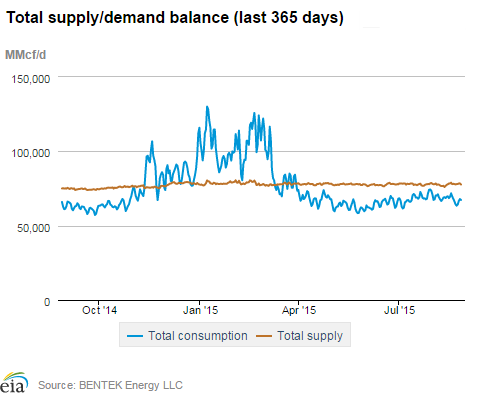 Total supply/demand balance (last 365 days)
MMcf/d
150,000
100,000
50,000
0
Oct '14 Jan '15 Apr '15 Jul '15
Total consumption Total supply
eia Source: BENTEK Energy LLC